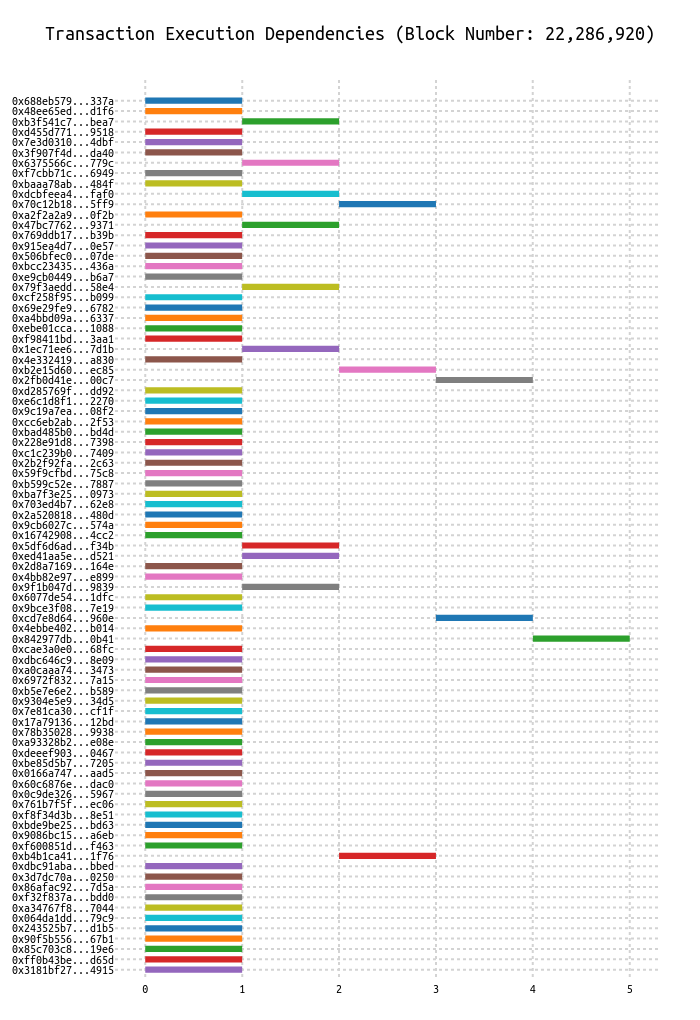 Transaction Execution Dependencies (Block Number: 22,286,920)
0x688eb579...337a
0x48ee65ed...d1f6
0xb3f541c7...bea7
0xd455d771...9518
0x7e3d0310...4dbf
0x3f907f4d...da40
0x6375566c...779c
0xf7cbb71c...6949
0xbaaa78ab...484f
0xdcbfeea4...faf0
0x70c12b18...5ff9
0xa2f2a2a9...0f2b
0x47bc7762...9371
0x769ddb17...b39b
0x915ea4d7...0e57
0x506bfec0...07de
0xbcc23435...436a
0xe9cb0449...b6a7
0x79f3aedd...58e4
0xcf258f95...b099
0x69e29fe9...6782
0xa4bbd09a...6337
0xebe01cca...1088
0xf98411bd...3aa1
0x1ec71ee6...7d1b
0x4e332419...a830
0xb2e15d60...ec85
0x2fb0d41e...00c7
0xd285769f...dd92
0xe6c1d8f1...2270
0x9c19a7ea...08f2
0xcc6eb2ab...2f53
0xbad485b0...bd4d
0x228e91d8...7398
0xc1c239b0...7409
0x2b2f92fa...2c63
0x59f9cfbd...75c8
0xb599c52e...7887
0xba7f3e25...0973
0x703ed4b7...62e8
0x2a520818...480d
0x9cb6027c...574a
0x16742908...4cc2
0x5df6d6ad...f34b
0xed41aa5e...d521
0x2d8a7169...164e
0x4bb82e97...e899
0x9f1b047d...9839
0x6077de54...1dfc
0x9bce3f08...7e19
0xcd7e8d64...960e
0x4ebbe402...b014
0x842977db...0b41
0xcae3a0e0...68fc
0xdbc646c9...8e09
0xa0caaa74...3473
0x6972f832...7a15
0xb5e7e6e2...b589
0x9304e5e9...34d5
0x7e81ca30...cf1f
0x17a79136...12bd
0x78b35028...9938
0xa93328b2...e08e
0xdeeef903...0467
0xbe85d5b7...7205
0x0166a747...aad5
0x60c6876e...dac0
0x0c9de326...5967
0x761b7f5f...ec06
0xf8f34d3b...8e51
0xbde9be25...bd63
0x9086bc15...a6eb
0xf600851d...f463
0xb4b1ca41...1f76
0xdbc91aba...bbed
0x3d7dc70a...0250
0x86afac92...7d5a
0xf32f837a...bdd0
0xa34767f8...7044
0x064da1dd...79c9
0x243525b7...d1b5
0x90f5b556...67b1
0x85c703c8...19e6
0xff0b43be...d65d
0x3181bf27...4915
0 1 2 3 4 5